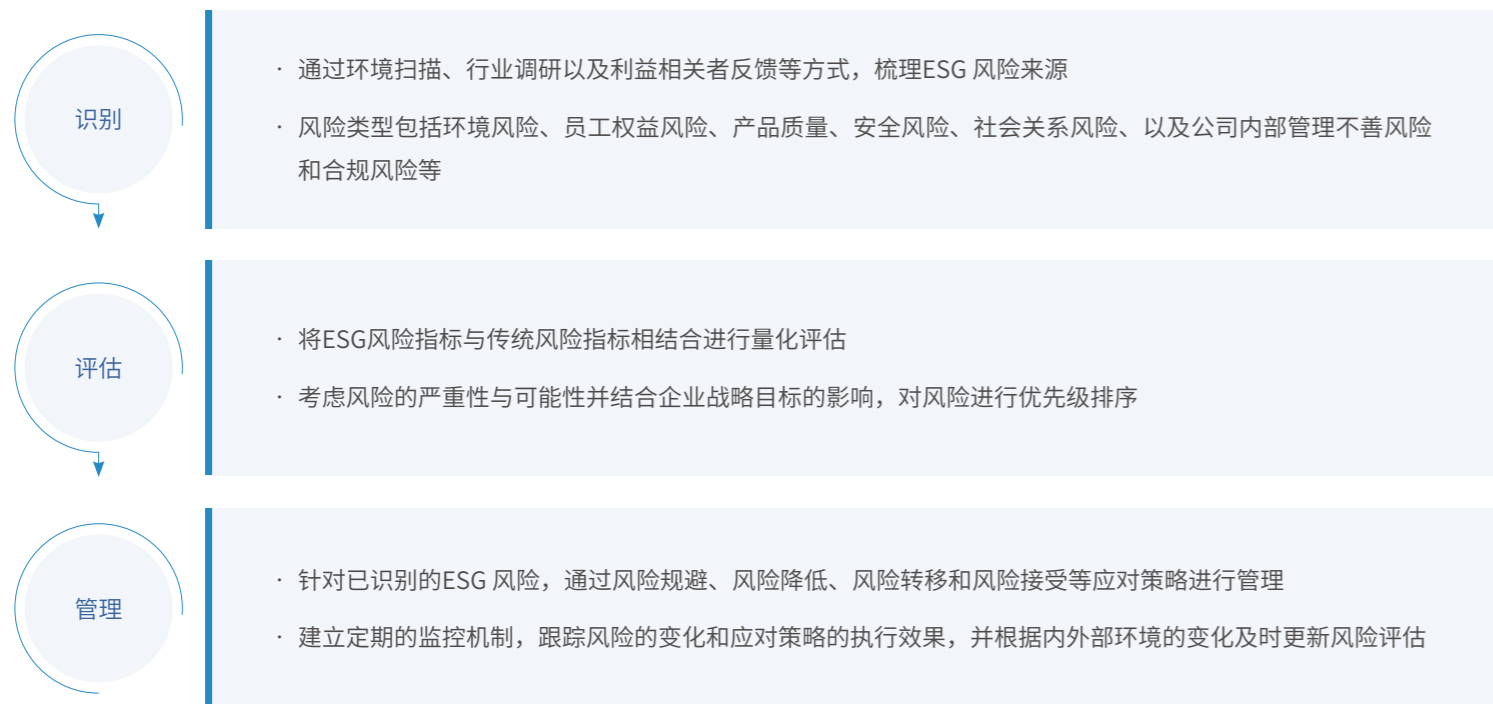 识别
· 通过环境扫描、行业调研以及利益相关者反馈等方式，梳理ESG 风险来源
· 风险类型包括环境风险、员工权益风险、产品质量、安全风险、社会关系风险、以及公司内部管理不善风险
和合规风险等
评估
· 将ESG风险指标与传统风险指标相结合进行量化评估
· 考虑风险的严重性与可能性并结合企业战略目标的影响，对风险进行优先级排序
管理
· 针对已识别的ESG 风险，通过风险规避、风险降低、风险转移和风险接受等应对策略进行管理
· 建立定期的监控机制，跟踪风险的变化和应对策略的执行效果，并根据内外部环境的变化及时更新风险评估